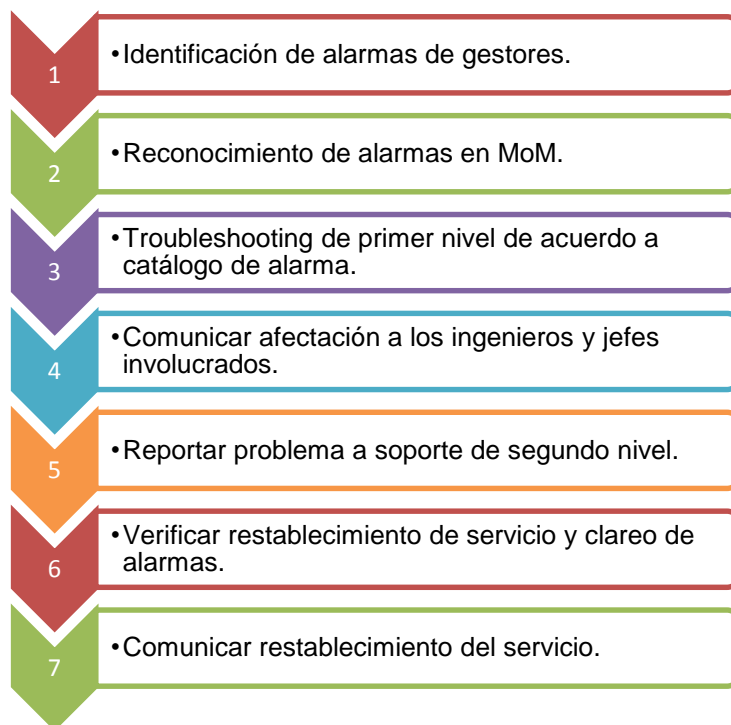 1
•Identificación de alarmas de gestores.
2
•Reconocimiento de alarmas en MoM.
3
•Troubleshooting de primer nivel de acuerdo a
catálogo de alarma.
4
•Comunicar afectación a los ingenieros y jefes
involucrados.
5
•Reportar problema a soporte de segundo nivel.
6
•Verificar restablecimiento de servicio y clareo de
alarmas.
7
•Comunicar restablecimiento del servicio.